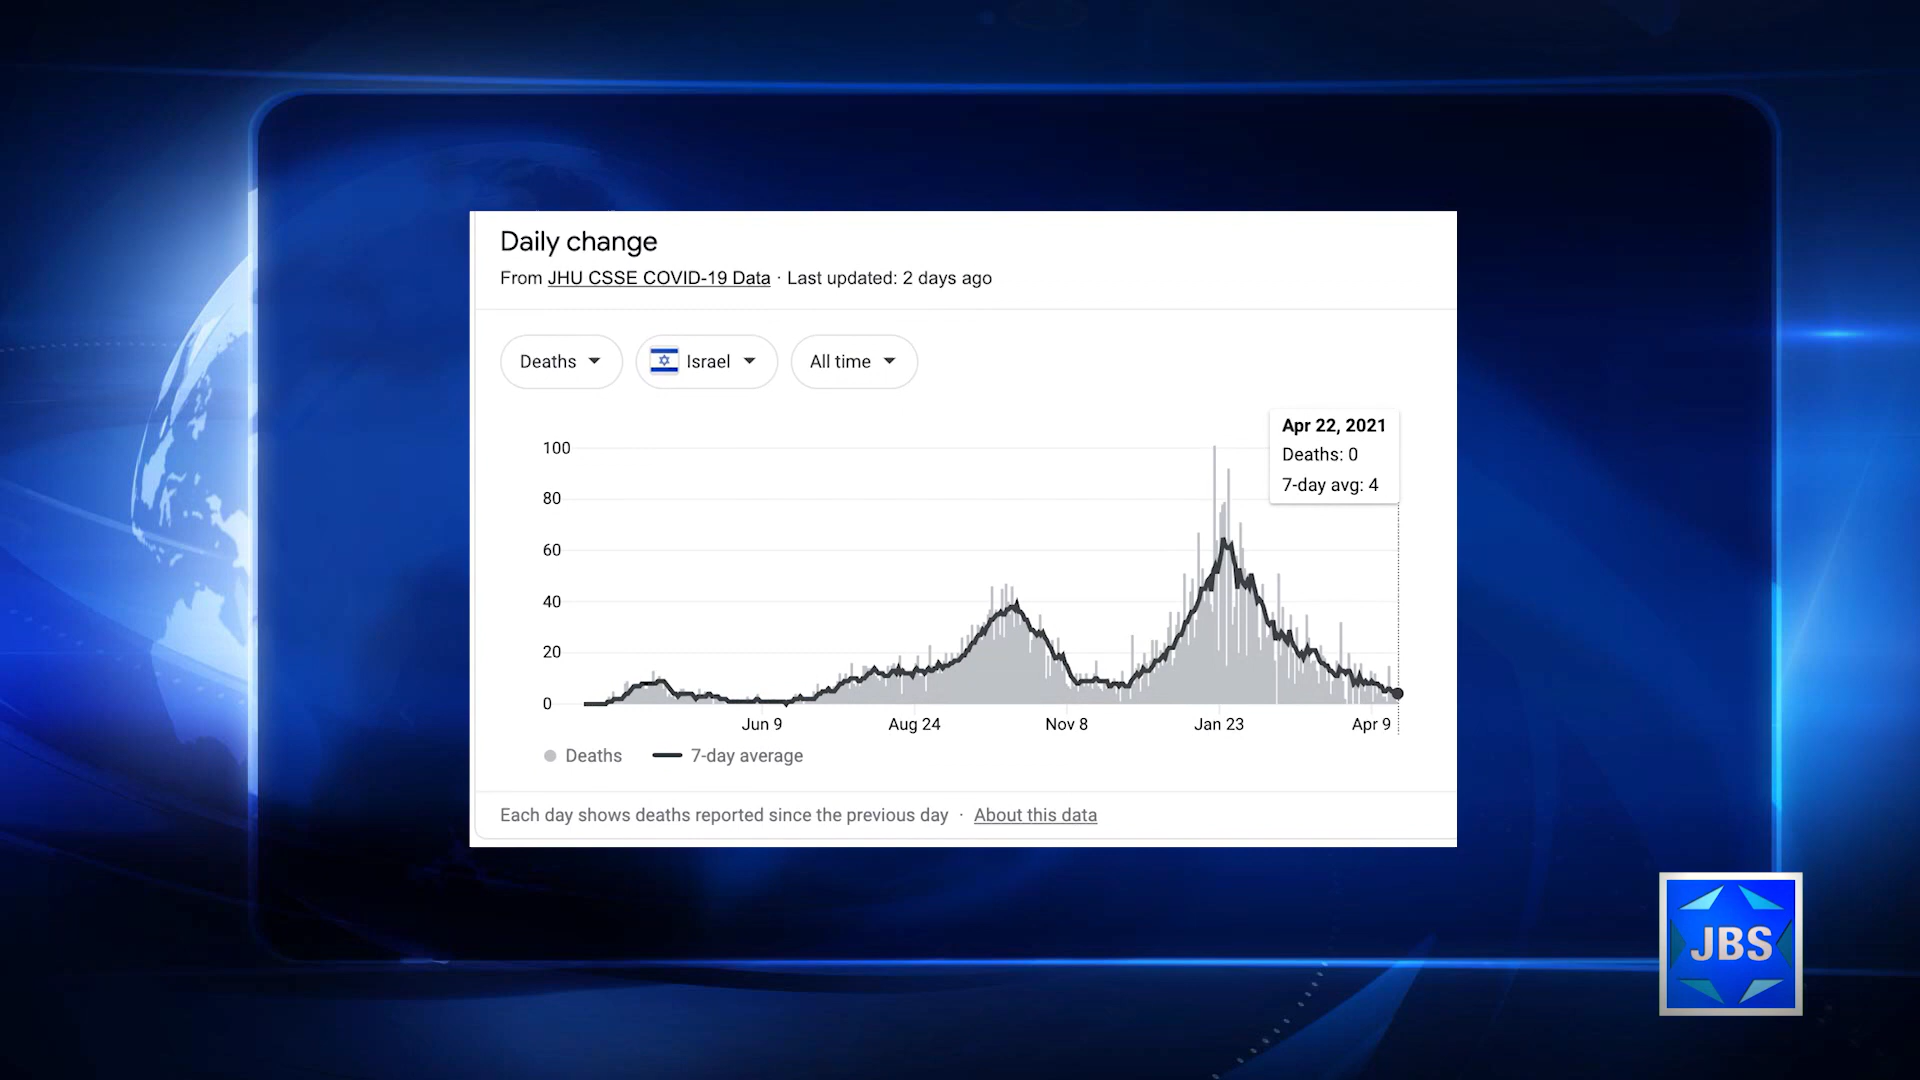 Daily change
From JHU CSSE COVID-19 Data · Last updated: 2 days ago
Deaths
Israel
All time
Apr 22, 2021
Deaths: 0
7-day avg: 4
100
80
60
40
20
0
Jun 9
Aug 24
Nov 8
Jan 23
Apr 9
Deaths
7-day average
Each day shows deaths reported since the previous day · About this data
JBS